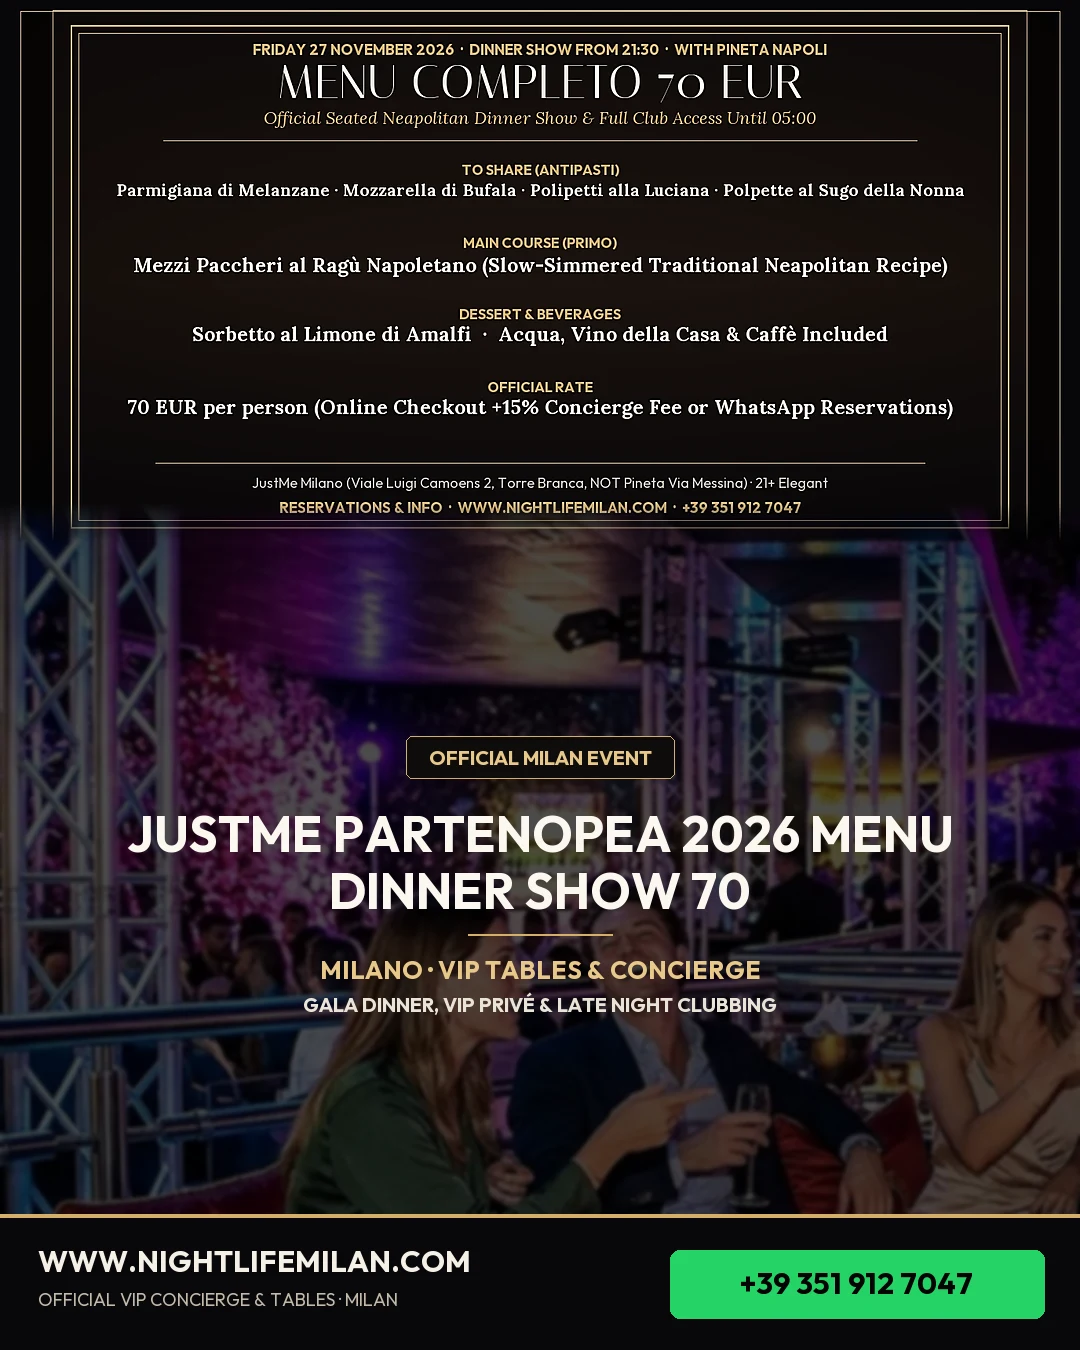 FRIDAY 27 NOVEMBER 2026 · DINNER SHOW FROM 21:30 · WITH PINETA NAPOLI
MENU COMPLETO 70 EUR
Official Seated Neapolitan Dinner Show & Full Club Access Until 05:00
TO SHARE (ANTIPASTI)
Parmigiana di Melanzane · Mozzarella di Bufala · Polipetti alla Luciana · Polpette al Sugo della Nonna
MAIN COURSE (PRIMO)
Mezzi Paccheri al Ragù Napoletano (Slow-Simmered Traditional Neapolitan Recipe)
DESSERT & BEVERAGES
Sorbetto al Limone di Amalfi · Acqua, Vino della Casa & Caffè Included
OFFICIAL RATE
70 EUR per person (Online Checkout +15% Concierge Fee or WhatsApp Reservations)
JustMe Milano (Viale Luigi Camoens 2, Torre Branca, NOT Pineta Via Messina) · 21+ Elegant
RESERVATIONS & INFO · WWW.NIGHTLIFEMILAN.COM · +39 351 912 7047
OFFICIAL MILAN EVENT
JUSTME PARTENOPEA 2026 MENU
DINNER SHOW 70
MILANO · VIP TABLES & CONCIERGE
GALA DINNER, VIP PRIVÉ & LATE NIGHT CLUBBING
WWW.NIGHTLIFEMILAN.COM
OFFICIAL VIP CONCIERGE & TABLES · MILAN
+39 351 912 7047